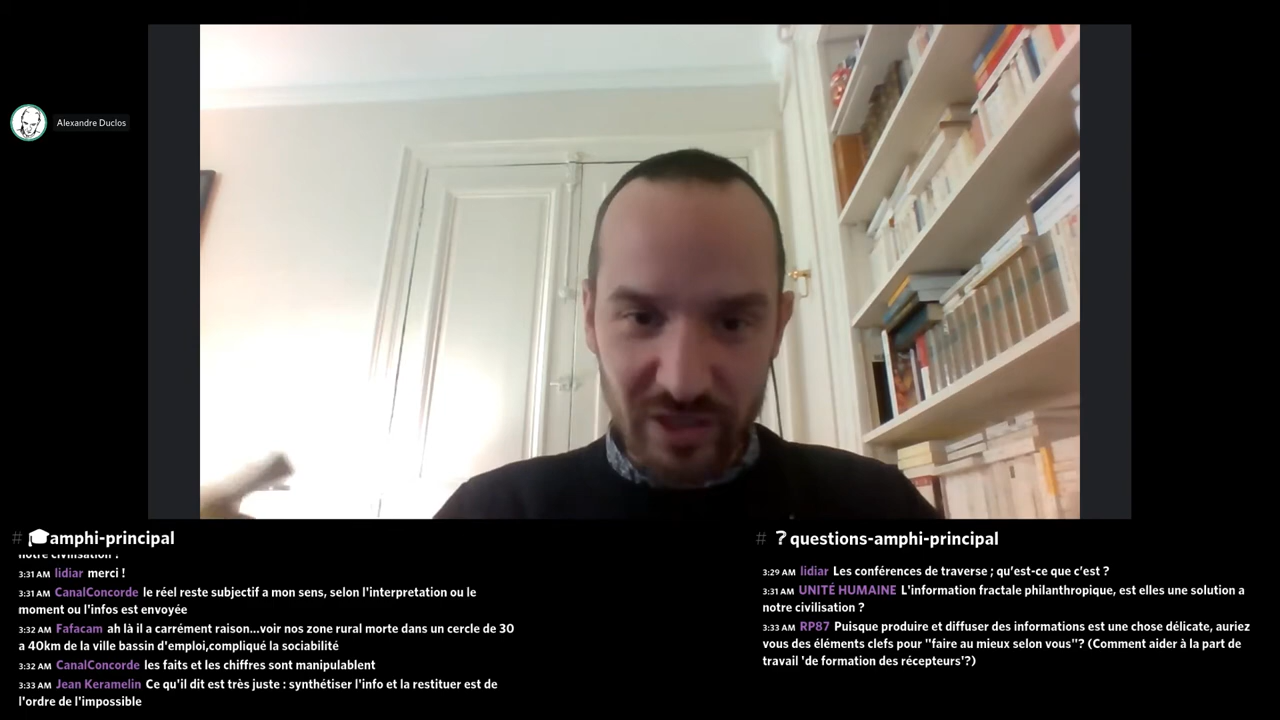 Alexandre Duclos
# 🎓amphi-principal
notre civilisation ?
3:31 AM lidiar merci !
3:31 AM CanalConcorde le réel reste subjectif a mon sens, selon l'interpretation ou le
moment ou l'infos est envoyée
3:32 AM Fafacam ah là il a carrément raison...voir nos zone rural morte dans un cercle de 30
a 40km de la ville bassin d'emploi,compliqué la sociabilité
3:32 AM CanalConcorde les faits et les chiffres sont manipulablent
3:33 AM Jean Keramelin Ce qu'il dit est très juste : synthétiser l'info et la restituer est de
l'ordre de l'impossible
# ❔questions-amphi-principal
3:29 AM lidiar Les conférences de traverse ; qu'est-ce que c'est ?
3:31 AM UNITÉ HUMAINE L'information fractale philanthropique, est elles une solution a
notre civilisation ?
3:33 AM RP87 Puisque produire et diffuser des informations est une chose délicate, auriez
vous des éléments clefs pour "faire au mieux selon vous"? (Comment aider à la part de
travail 'de formation des récepteurs'?)